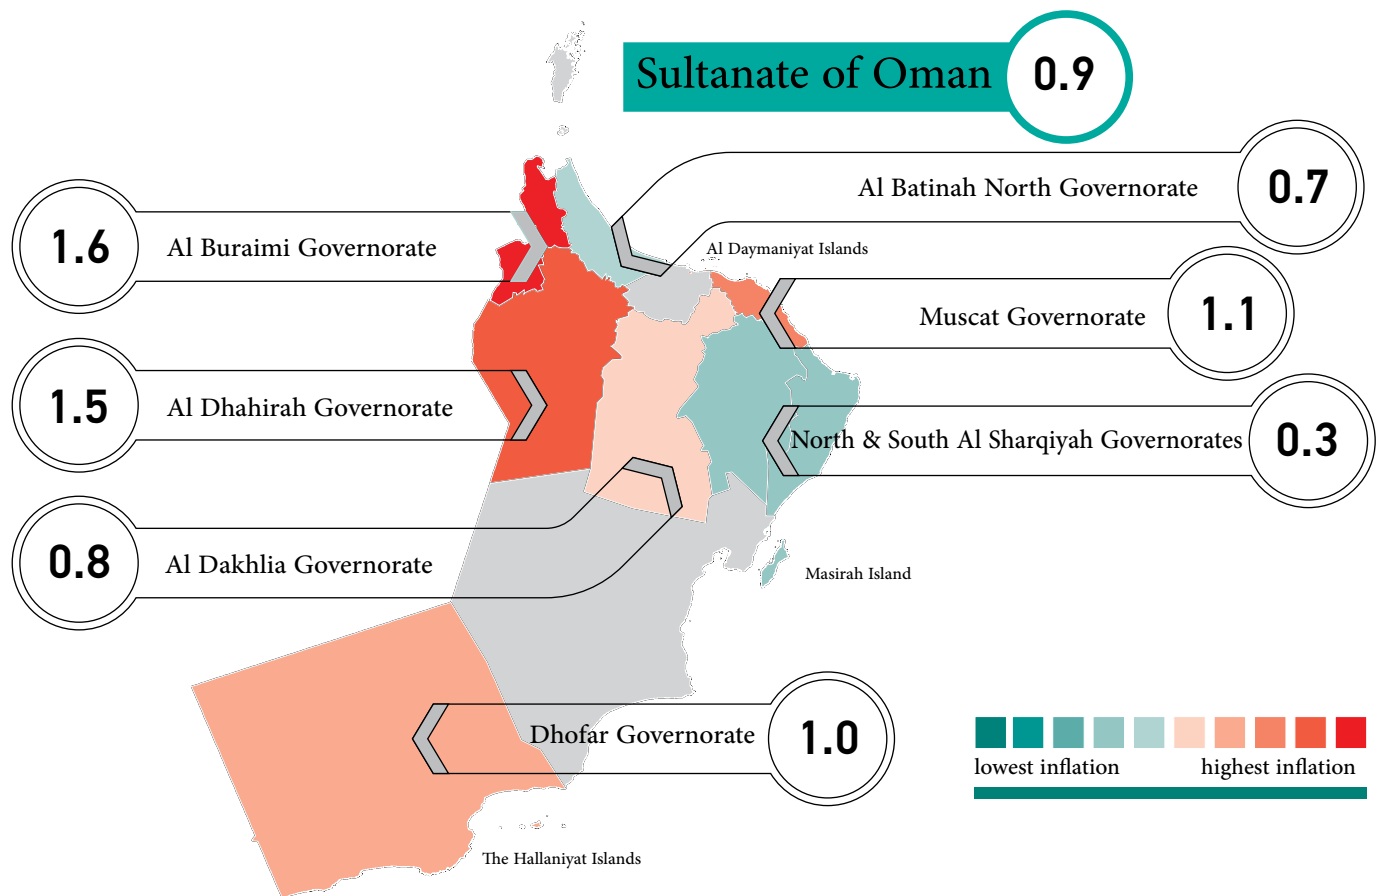 Sultanate of Oman 0.9
Al Batinah North Governorate 0.7
1.6 Al Buraimi Governorate
Al Daymaniyat Islands
Muscat Governorate 1.1
1.5 Al Dhahirah Governorate
North & South Al Sharqiyah Governorates 0.3
0.8 Al Dakhlia Governorate
Masirah Island
Dhofar Governorate 1.0
lowest inflation highest inflation
The Hallaniyat Islands